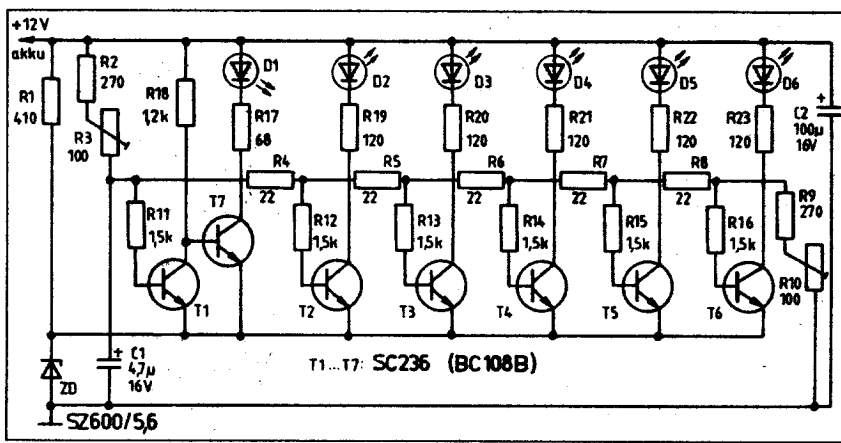 +12V
akku
R1
410
R2
270
R3
100
R18
1,2k
D1
R17
68
D2
R19
120
D3
R20
120
D4
R21
120
D5
R22
120
D6
R23
120
C2
100µ
16V
R4
22
R5
22
R6
22
R7
22
R8
22
R9
270
R10
100
R11
1,5k
T7
R12
1,5k
R13
1,5k
R14
1,5k
R15
1,5k
R16
1,5k
T1
T2
T3
T4
T5
T6
C1
4,7µ
16V
ZD
SZ600/5,6
T1...T7: SC236 (BC108B)